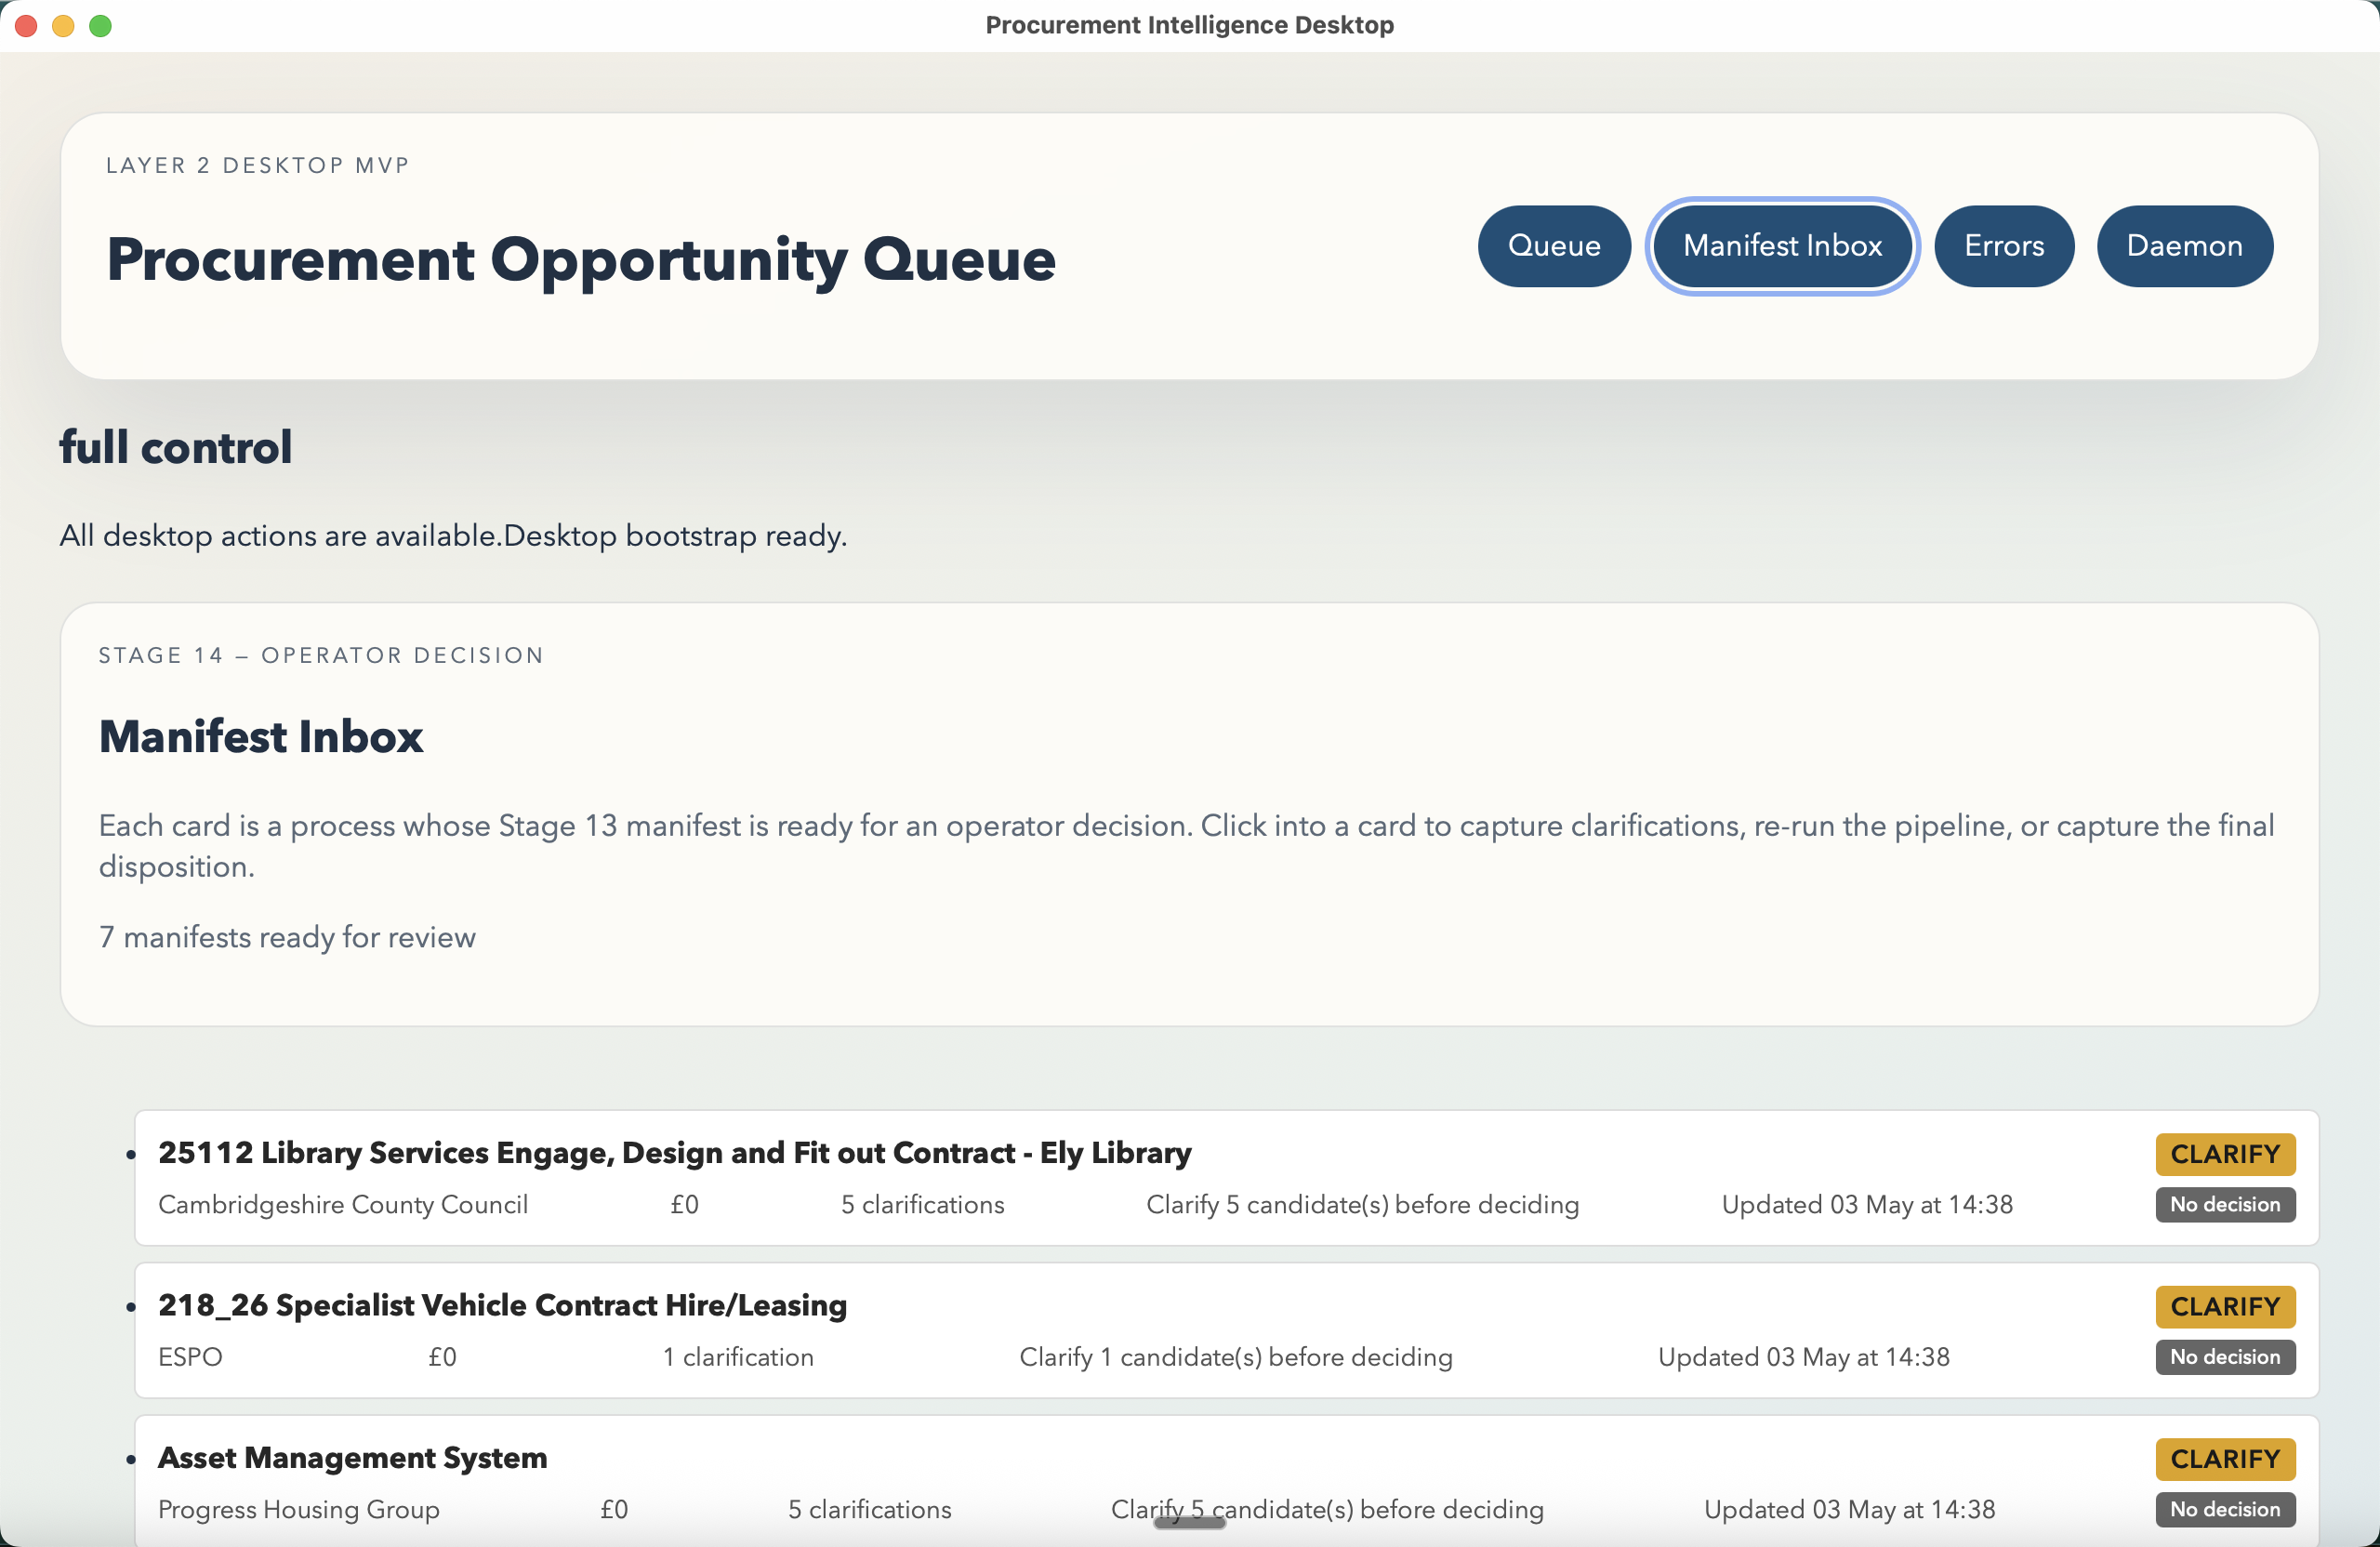 Procurement Intelligence Desktop
LAYER 2 DESKTOP MVP
Procurement Opportunity Queue
Queue
Manifest Inbox
Errors
Daemon
full control
All desktop actions are available.Desktop bootstrap ready.
STAGE 14 – OPERATOR DECISION
Manifest Inbox
Each card is a process whose Stage 13 manifest is ready for an operator decision. Click into a card to capture clarifications, re-run the pipeline, or capture the final
disposition.
7 manifests ready for review
• 25112 Library Services Engage, Design and Fit out Contract - Ely Library
CLARIFY
Cambridgeshire County Council £0 5 clarifications Clarify 5 candidate(s) before deciding Updated 03 May at 14:38
No decision
• 218_26 Specialist Vehicle Contract Hire/Leasing
CLARIFY
ESPO £0 1 clarification Clarify 1 candidate(s) before deciding Updated 03 May at 14:38
No decision
• Asset Management System
CLARIFY
Progress Housing Group £0 5 clarifications Clarify 5 candidate(s) before deciding Updated 03 May at 14:38
No decision